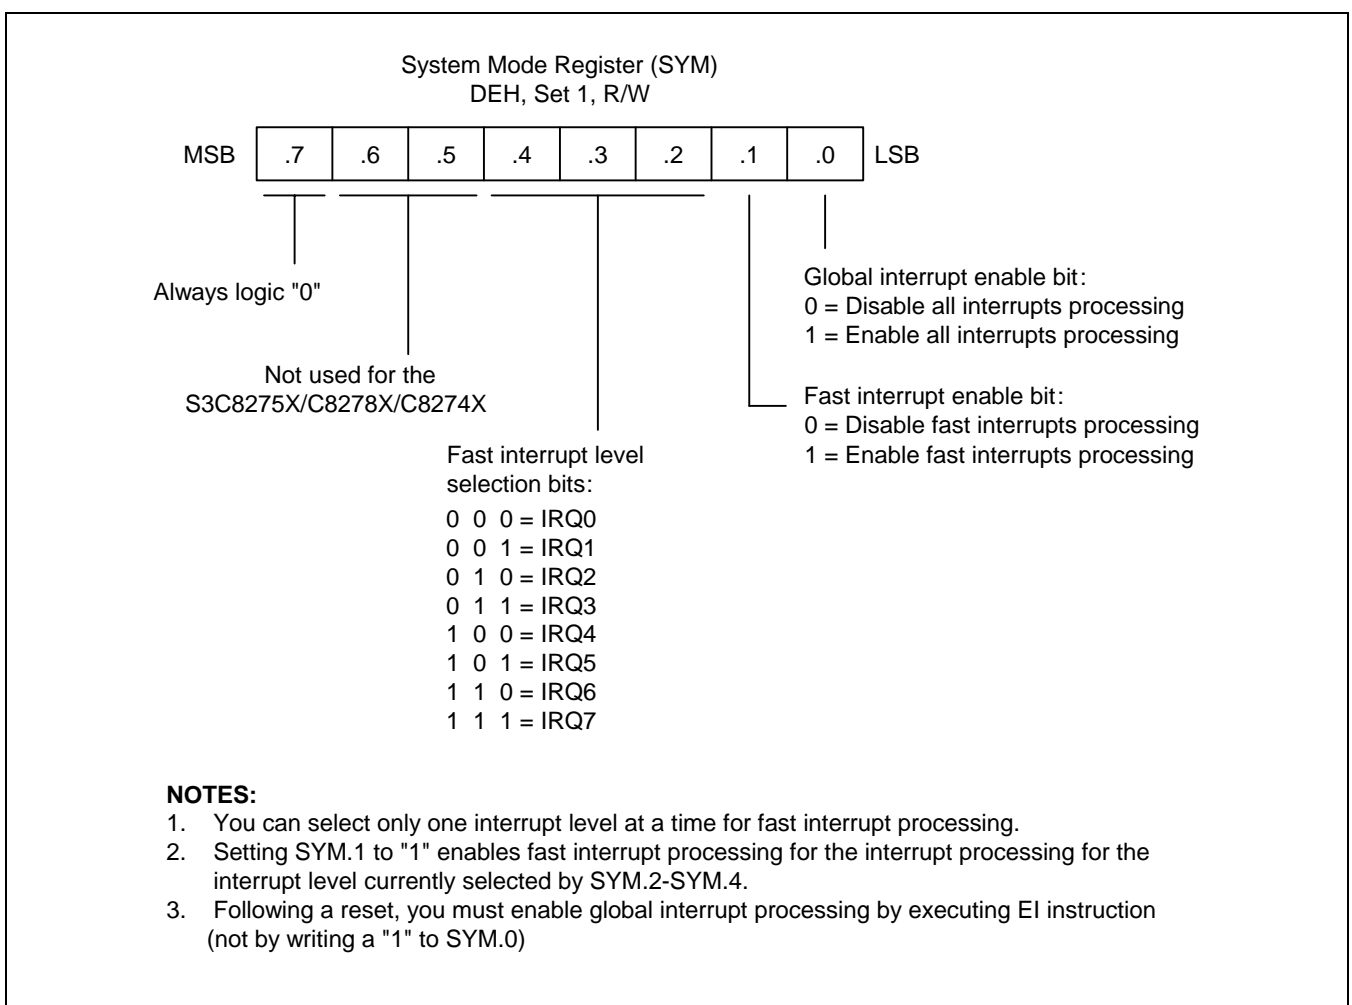 System Mode Register (SYM)
DEH, Set 1, R/W
MSB .7 .6 .5 .4 .3 .2 .1 .0 LSB
Always logic "0"
Not used for the
S3C8275X/C8278X/C8274X
Fast interrupt level
selection bits:
0 0 0 = IRQ0
0 0 1 = IRQ1
0 1 0 = IRQ2
0 1 1 = IRQ3
1 0 0 = IRQ4
1 0 1 = IRQ5
1 1 0 = IRQ6
1 1 1 = IRQ7
Global interrupt enable bit:
0 = Disable all interrupts processing
1 = Enable all interrupts processing
Fast interrupt enable bit:
0 = Disable fast interrupts processing
1 = Enable fast interrupts processing
NOTES:
1. You can select only one interrupt level at a time for fast interrupt processing.
2. Setting SYM.1 to "1" enables fast interrupt processing for the interrupt processing for the
interrupt level currently selected by SYM.2-SYM.4.
3. Following a reset, you must enable global interrupt processing by executing EI instruction
(not by writing a "1" to SYM.0)